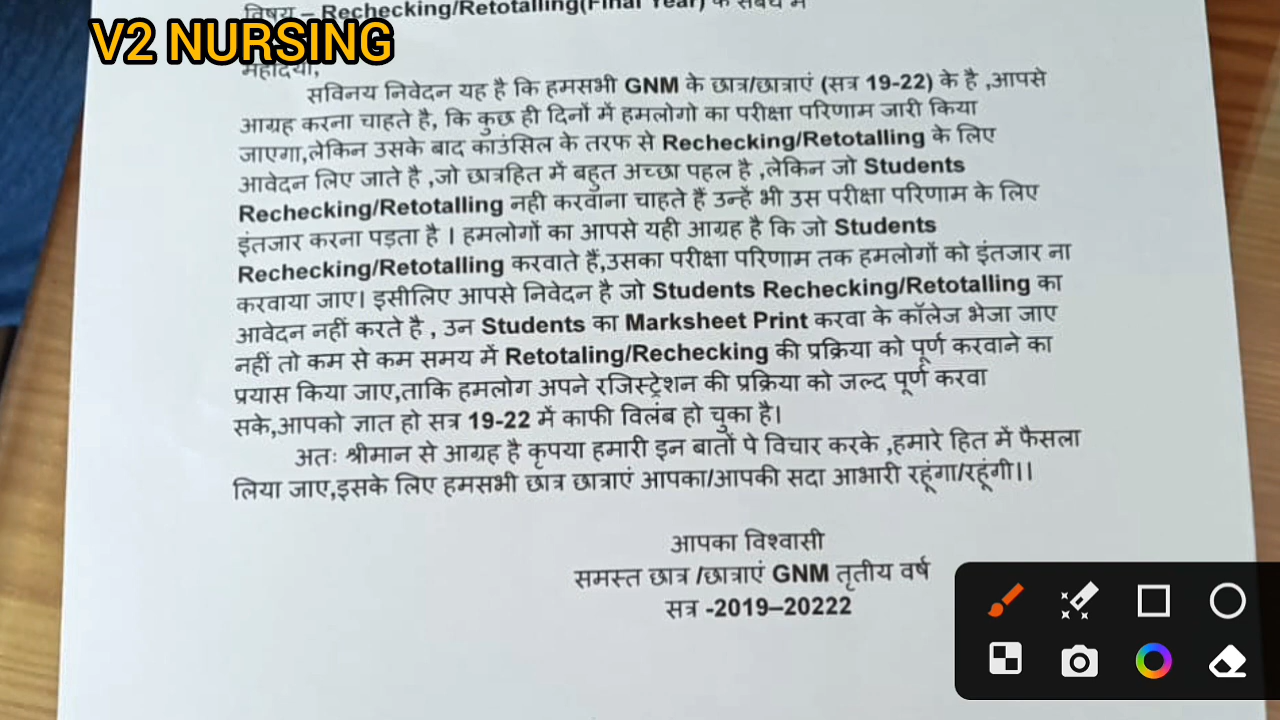 विषय – Rechecking/Retotalling(Final Year) के संबंध में
V2 NURSING
महोदया,
सविनय निवेदन यह है कि हमसभी GNM के छात्र/छात्राएं (सत्र 19-22) के है ,आपसे
आग्रह करना चाहते है, कि कुछ ही दिनों में हमलोगो का परीक्षा परिणाम जारी किया
जाएगा,लेकिन उसके बाद काउंसिल के तरफ से Rechecking/Retotalling के लिए
आवेदन लिए जाते है ,जो छात्रहित में बहुत अच्छा पहल है ,लेकिन जो Students
Rechecking/Retotalling नही करवाना चाहते हैं उन्हें भी उस परीक्षा परिणाम के लिए
इंतजार करना पड़ता है । हमलोगों का आपसे यही आग्रह है कि जो Students
Rechecking/Retotalling करवाते हैं,उसका परीक्षा परिणाम तक हमलोगों को इंतजार ना
करवाया जाए। इसीलिए आपसे निवेदन है जो Students Rechecking/Retotalling का
आवेदन नहीं करते है , उन Students का Marksheet Print करवा के कॉलेज भेजा जाए
नहीं तो कम से कम समय में Retotaling/Rechecking की प्रक्रिया को पूर्ण करवाने का
प्रयास किया जाए,ताकि हमलोग अपने रजिस्ट्रेशन की प्रक्रिया को जल्द पूर्ण करवा
सके,आपको ज्ञात हो सत्र 19-22 में काफी विलंब हो चुका है।
अतः श्रीमान से आग्रह है कृपया हमारी इन बातों पे विचार करके ,हमारे हित में फैसला
लिया जाए,इसके लिए हमसभी छात्र छात्राएं आपका/आपकी सदा आभारी रहूंगा/रहूंगी।।
आपका विश्वासी
समस्त छात्र /छात्राएं GNM तृतीय वर्ष
सत्र -2019–20222